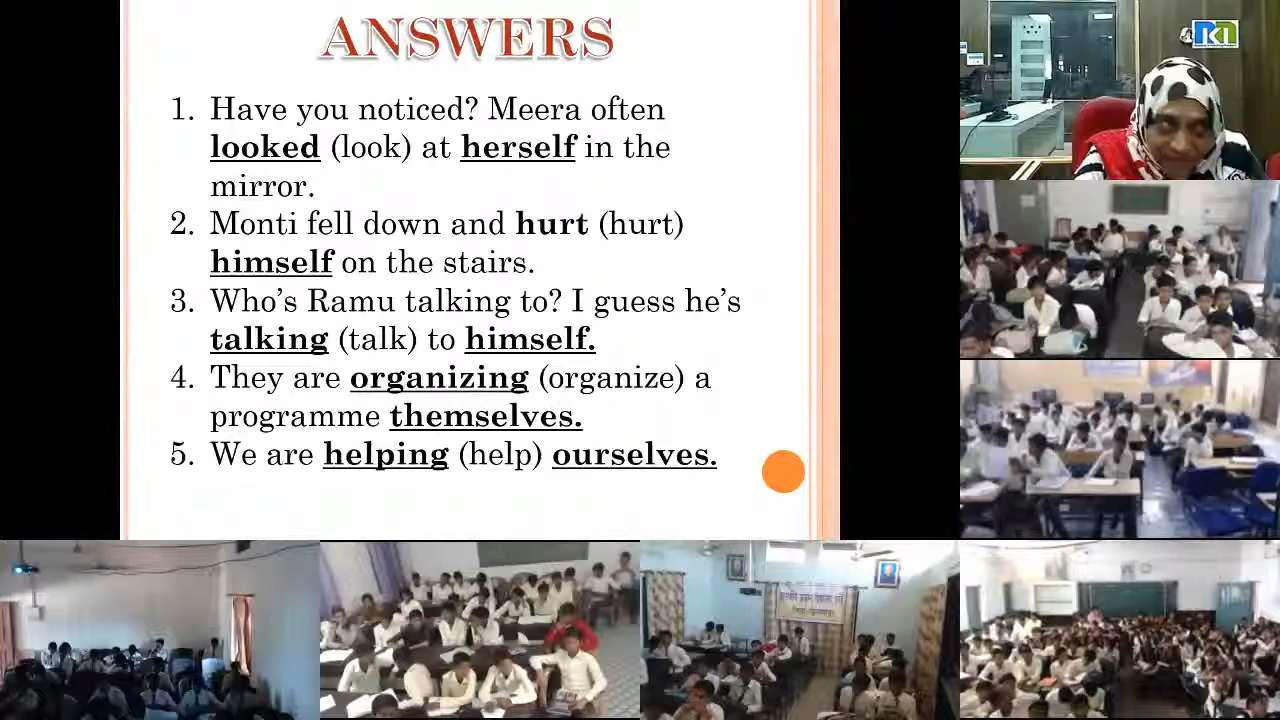 ANSWERS
1. Have you noticed? Meera often
looked (look) at herself in the
mirror.
2. Monti fell down and hurt (hurt)
himself on the stairs.
3. Who’s Ramu talking to? I guess he’s
talking (talk) to himself.
4. They are organizing (organize) a
programme themselves.
5. We are helping (help) ourselves.